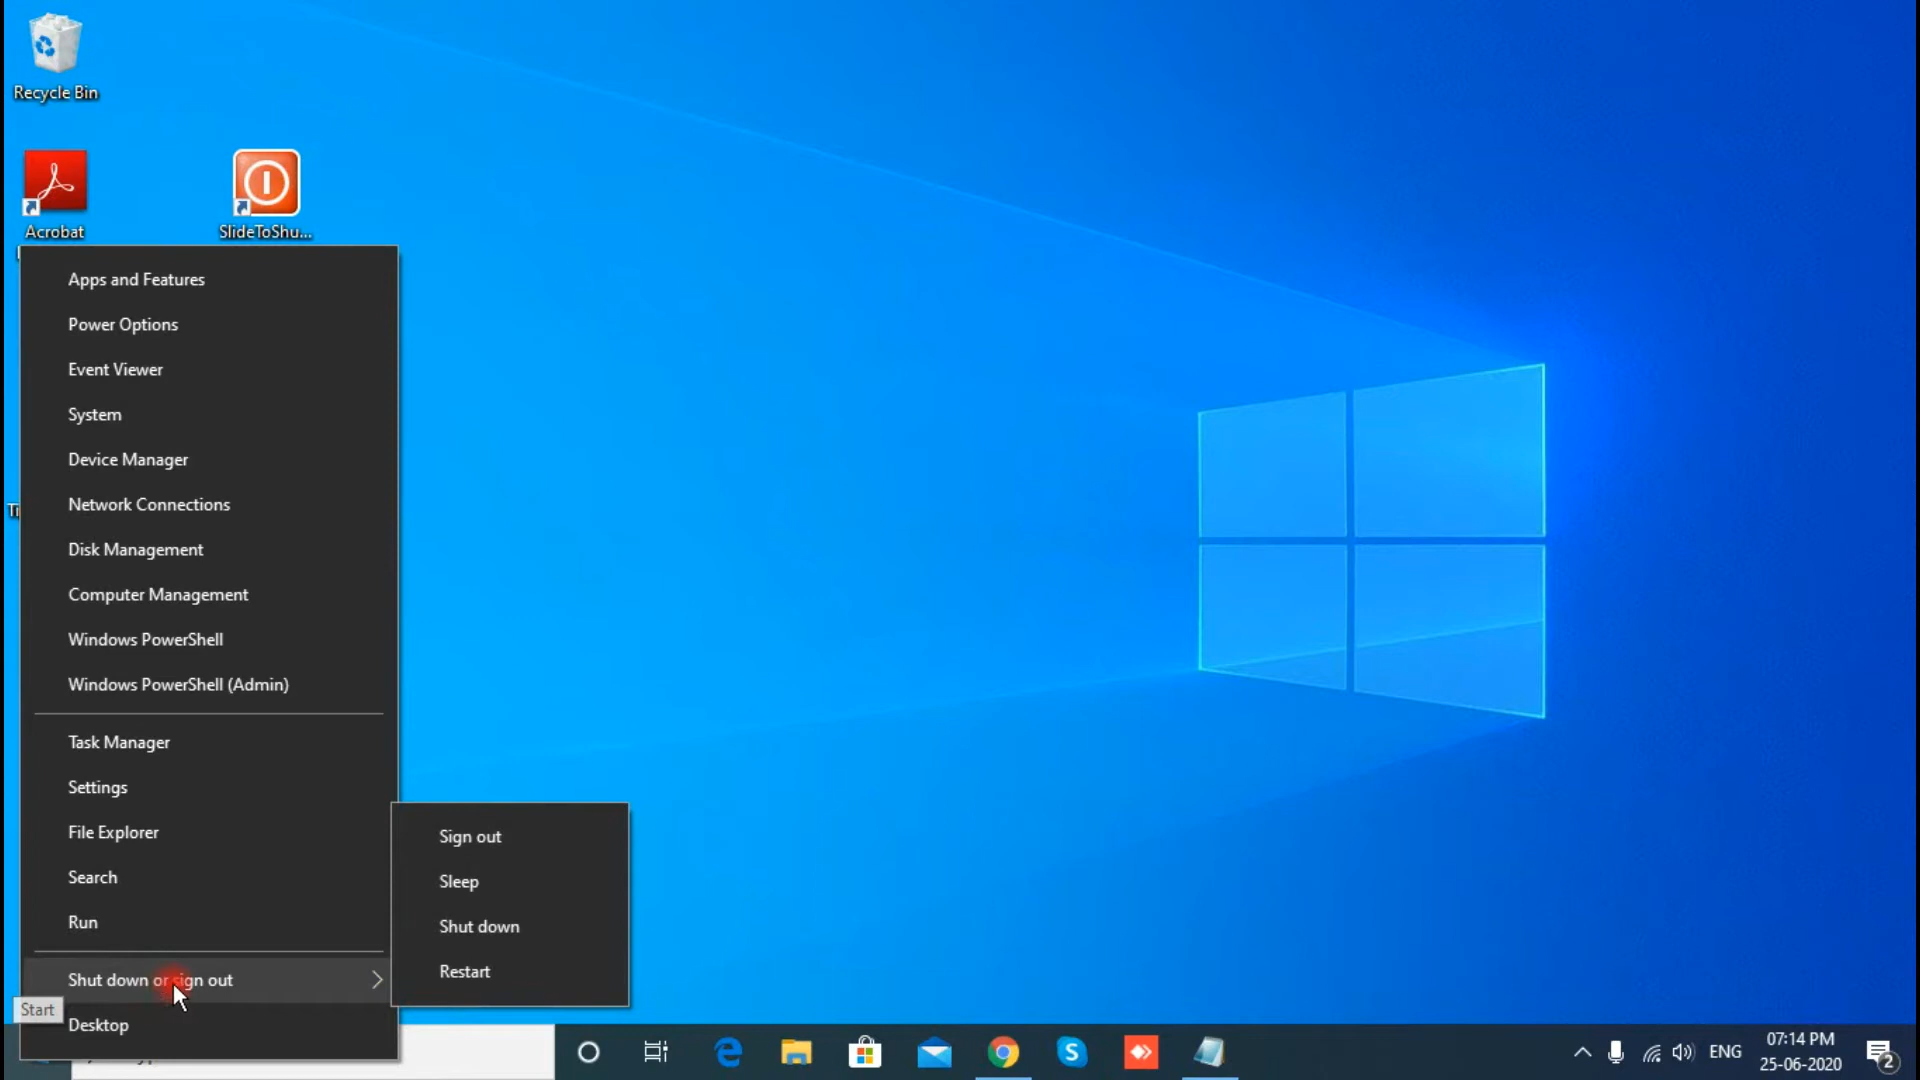 Recycle Bin
Acrobat
SlideToShu...
Apps and Features
Power Options
Event Viewer
System
Device Manager
Network Connections
Disk Management
Computer Management
Windows PowerShell
Windows PowerShell (Admin)
Task Manager
Settings
File Explorer
Search
Run
Shut down or sign out
Desktop
Start
Sign out
Sleep
Shut down
Restart
ENG
07:14 PM
25-06-2020
2